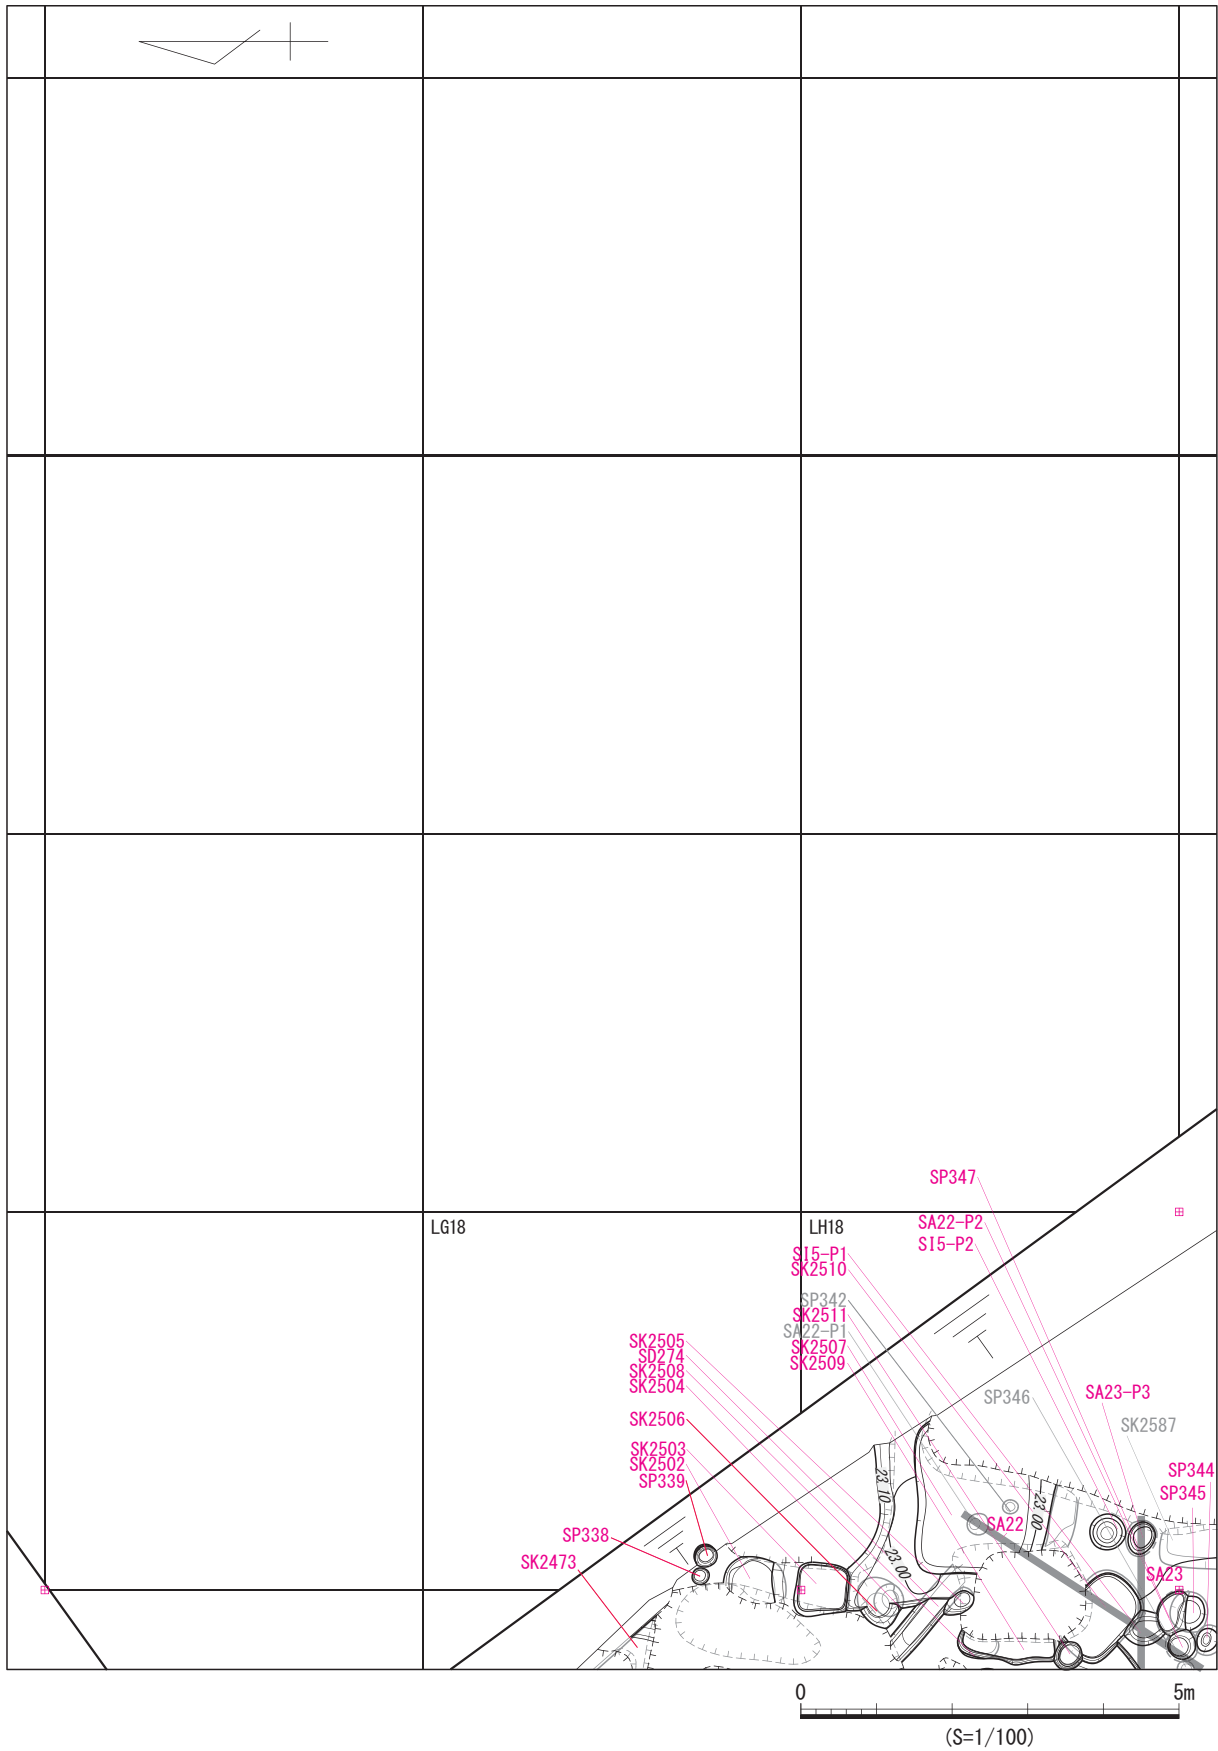 SP347
LG18
LH18
SA22-P2
SI5-P2
SI5-P1
SK2510
SP342
SK2511
SA22-P1
SK2507
SK2509
SK2505
SD274
SK2508
SK2504
SK2506
SK2503
SK2502
SP339
SP338
SK2473
SP346
SA23-P3
SK2587
SP344
SP345
23.10
23.00
23.00
SA22
SA23
0 5m
(S=1/100)